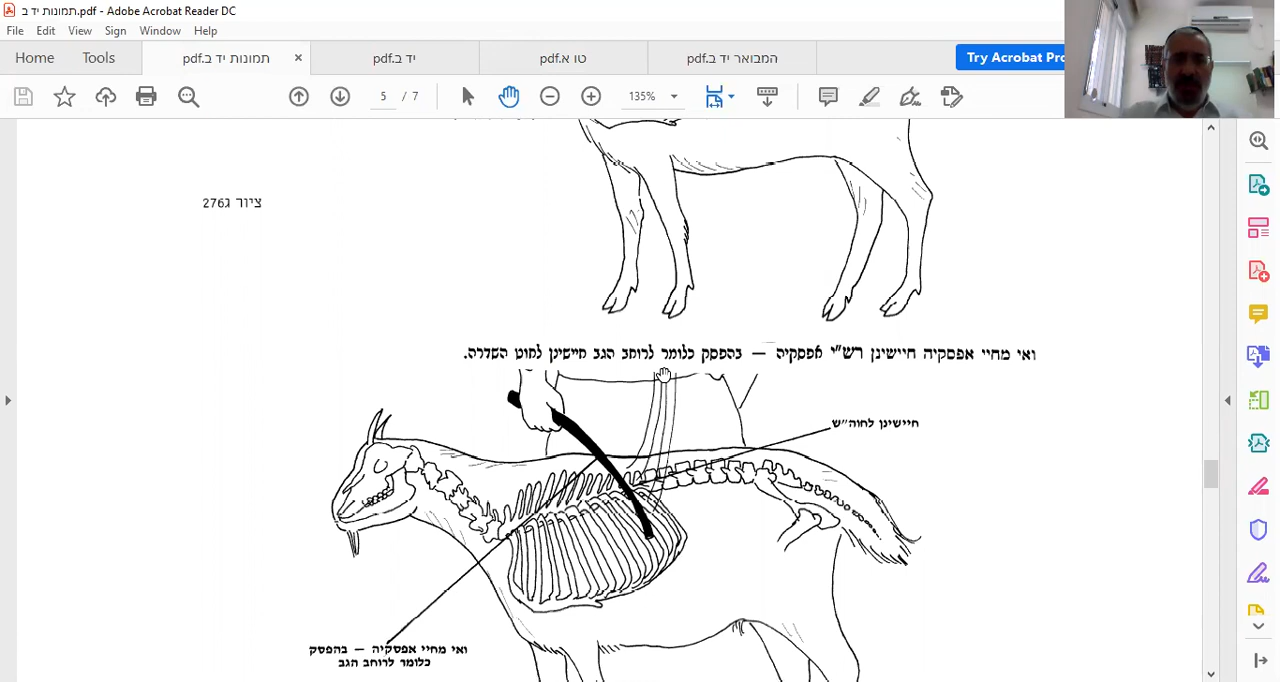 תמונות יד ב.pdf - Adobe Acrobat Reader DC
File Edit View Sign Window Help
Home Tools תמונות יד ב.pdf × יד ב.pdf טו א.pdf המבואר יד ב.pdf Try Acrobat Pro
5 / 7 135%
ציור ג276
ואי מחיי אפסקיה חיישינן רש"י אפסקיה — בהפסק כלומר לרוחב הגב חיישינן לחוט השדרה.
חיישינן לחוה״ש
ואי מחיי אפסקיה — בהפסק
כלומר לרוחב הגב